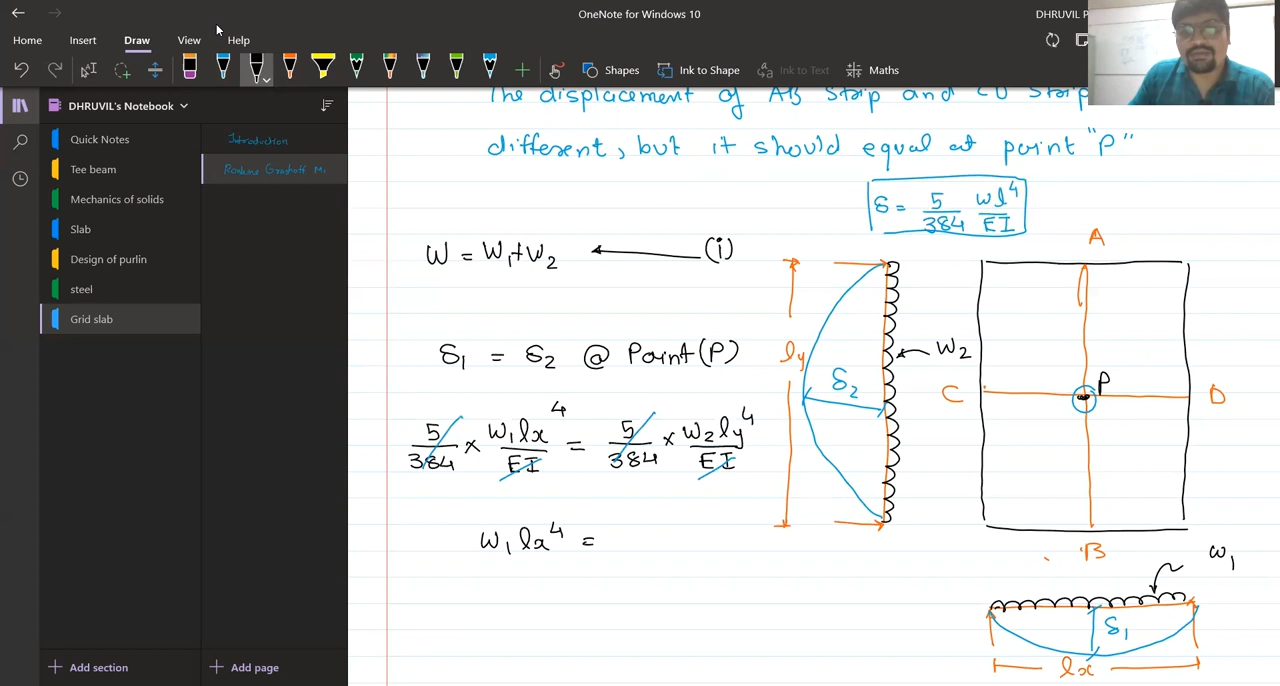 OneNote for Windows 10
DHRUVIL P
Home Insert Draw View Help
Shapes Ink to Shape Ink to Text Maths
DHRUVIL's Notebook
Quick Notes
Tee beam
Mechanics of solids
Slab
Design of purlin
steel
Grid slab
Add section
Introduction
Add page
The displacement of AB strip and CD strip
different, but it should equal at point "P"
δ = 5/384 wl⁴/EI
W = W₁+W₂ ← (i)
δ₁ = δ₂ @ Point(P)
5/384 × w₁lx⁴/EI = 5/384 × w₂ly⁴/EI
w₁lx⁴ =
ly
δ₂
W₂
A
C
P
D
B
w₁
δ₁
lx